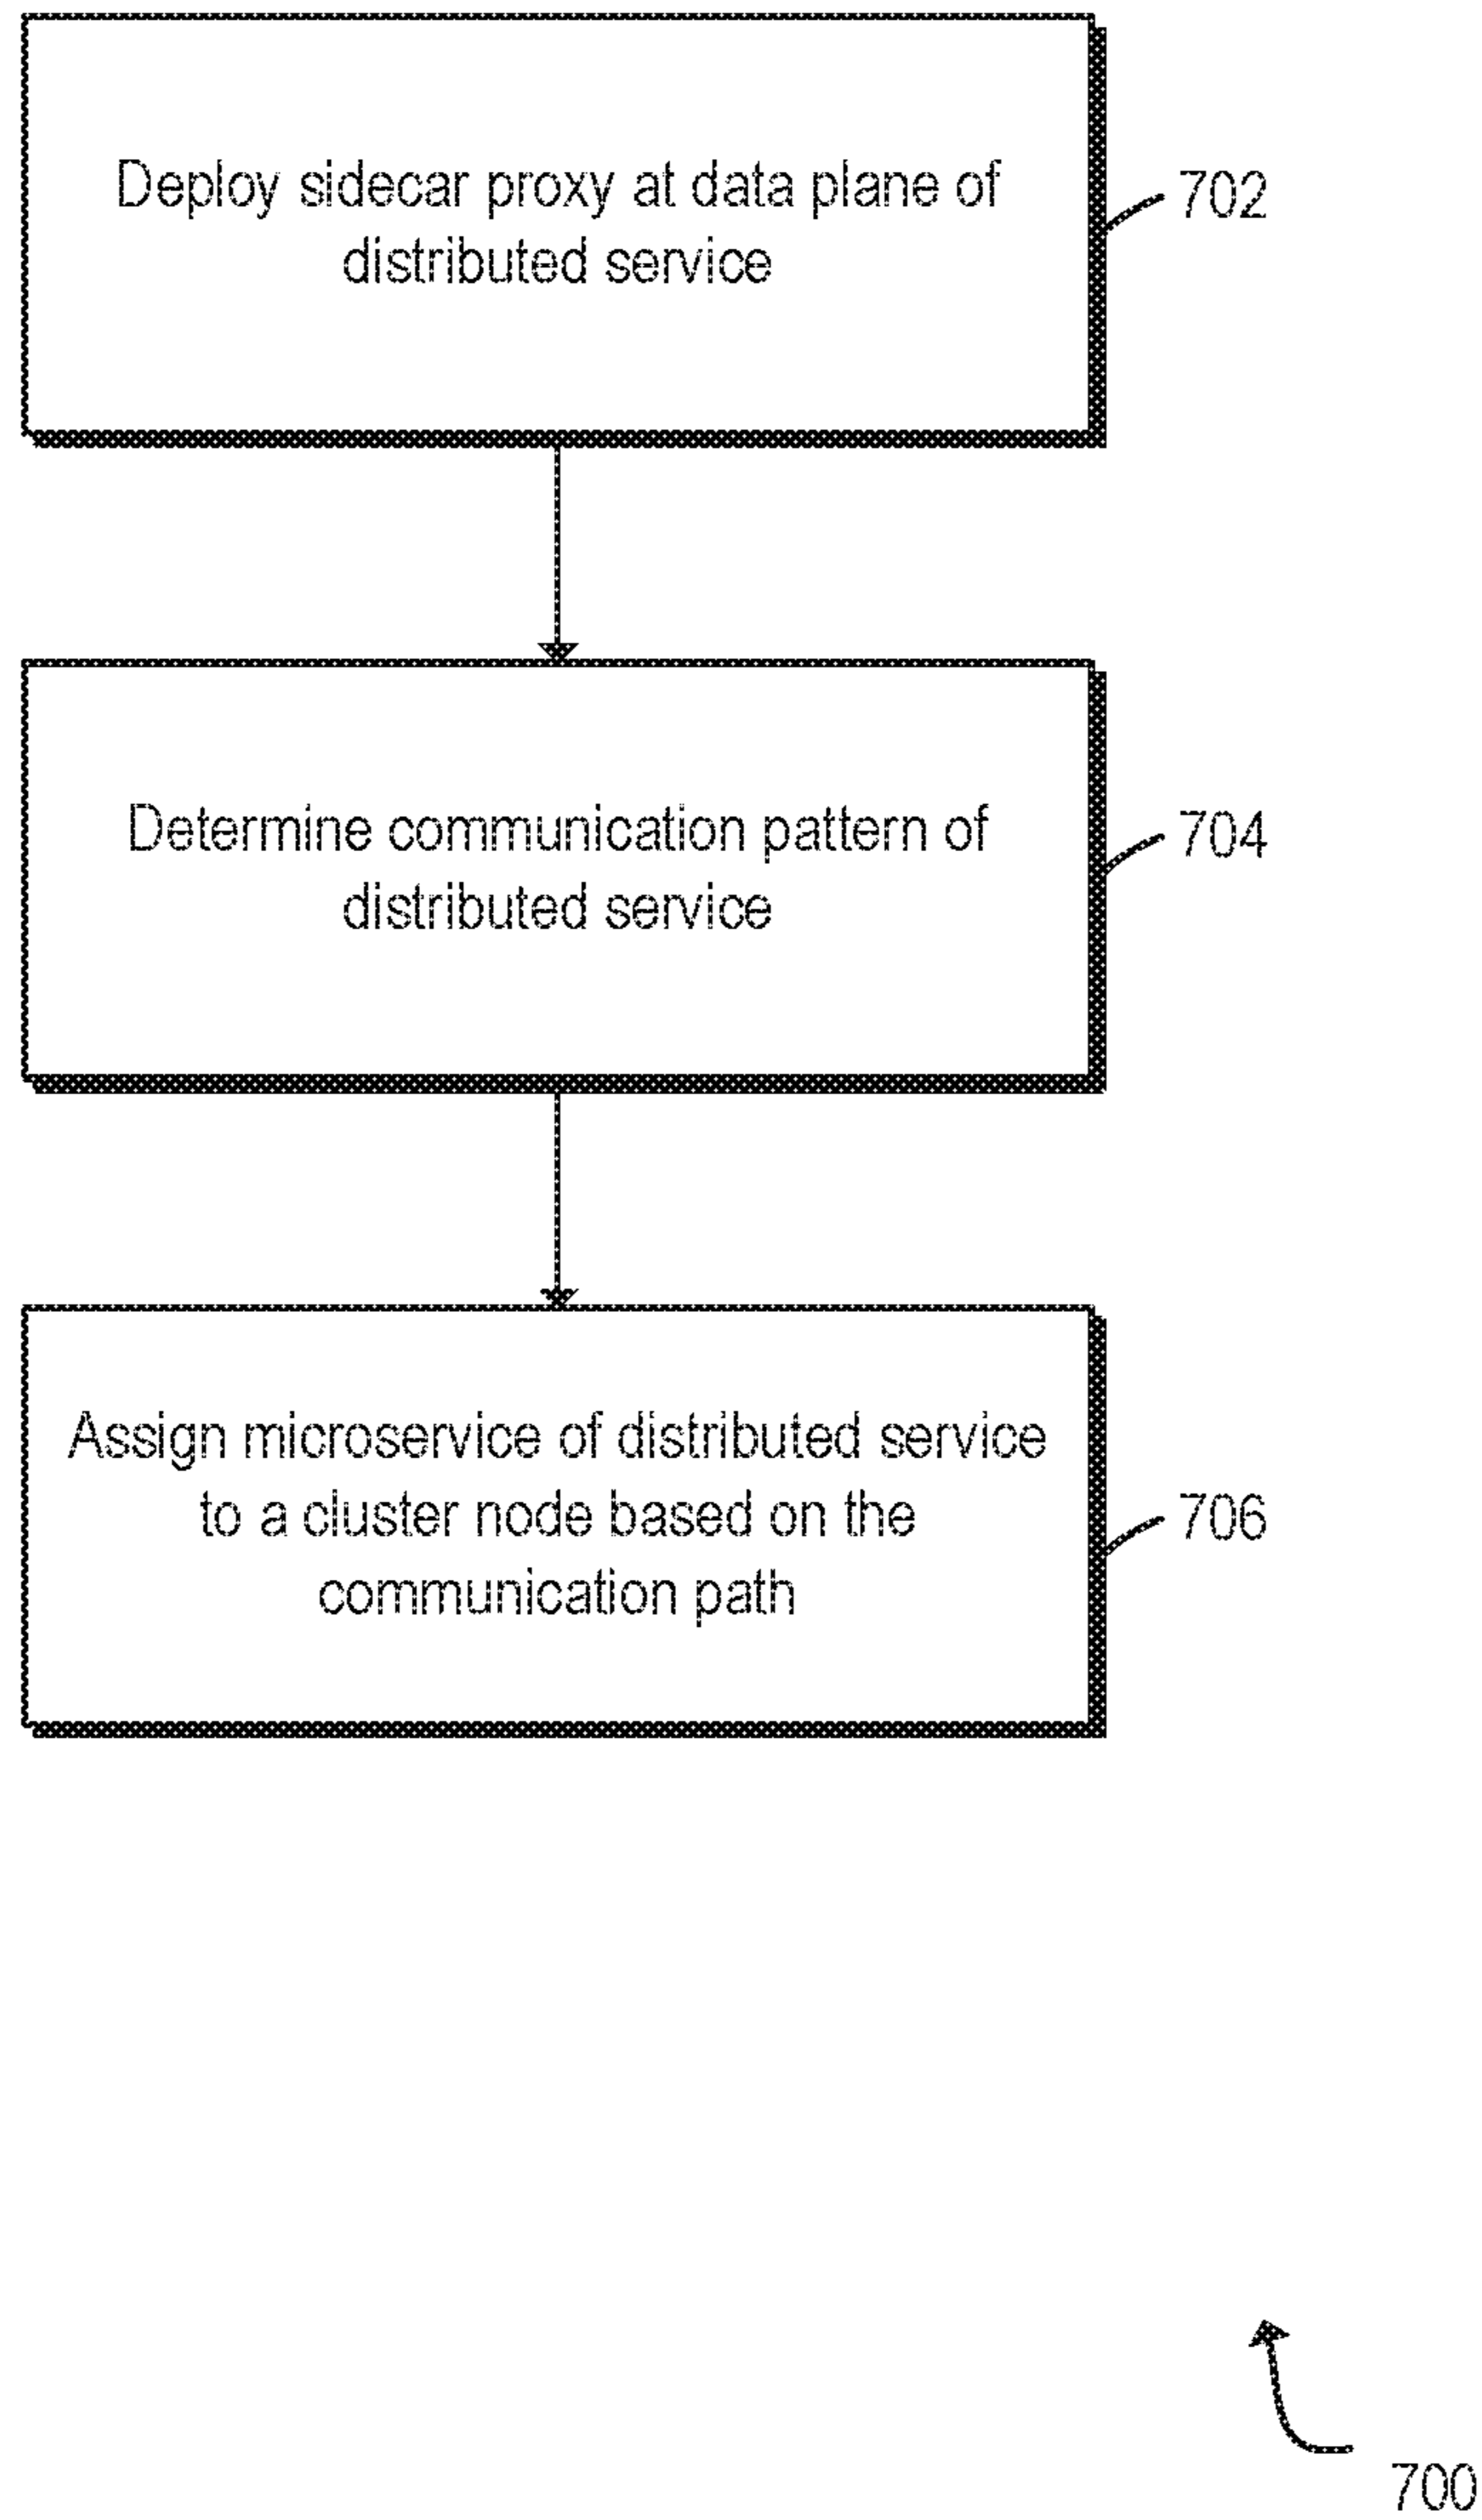 Deploy sidecar proxy at data plane of
distributed service
702
Determine communication pattern of
distributed service
704
Assign microservice of distributed service
to a cluster node based on the
communication path
706
700